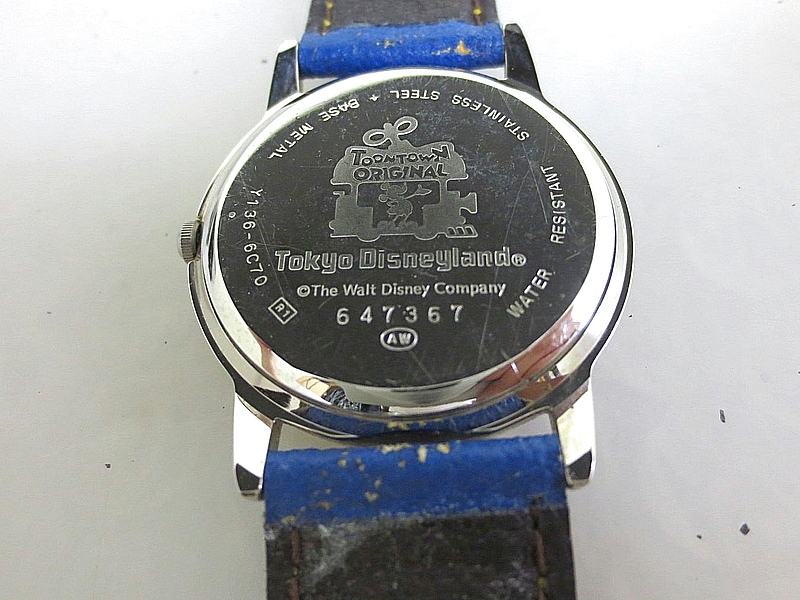 STAINLESS STEEL + BASE METAL
TOONTOWN
ORIGINAL
Y136-6C70
Tokyo Disneyland®
©The Walt Disney Company
WATER RESISTANT
R1
647367
AW